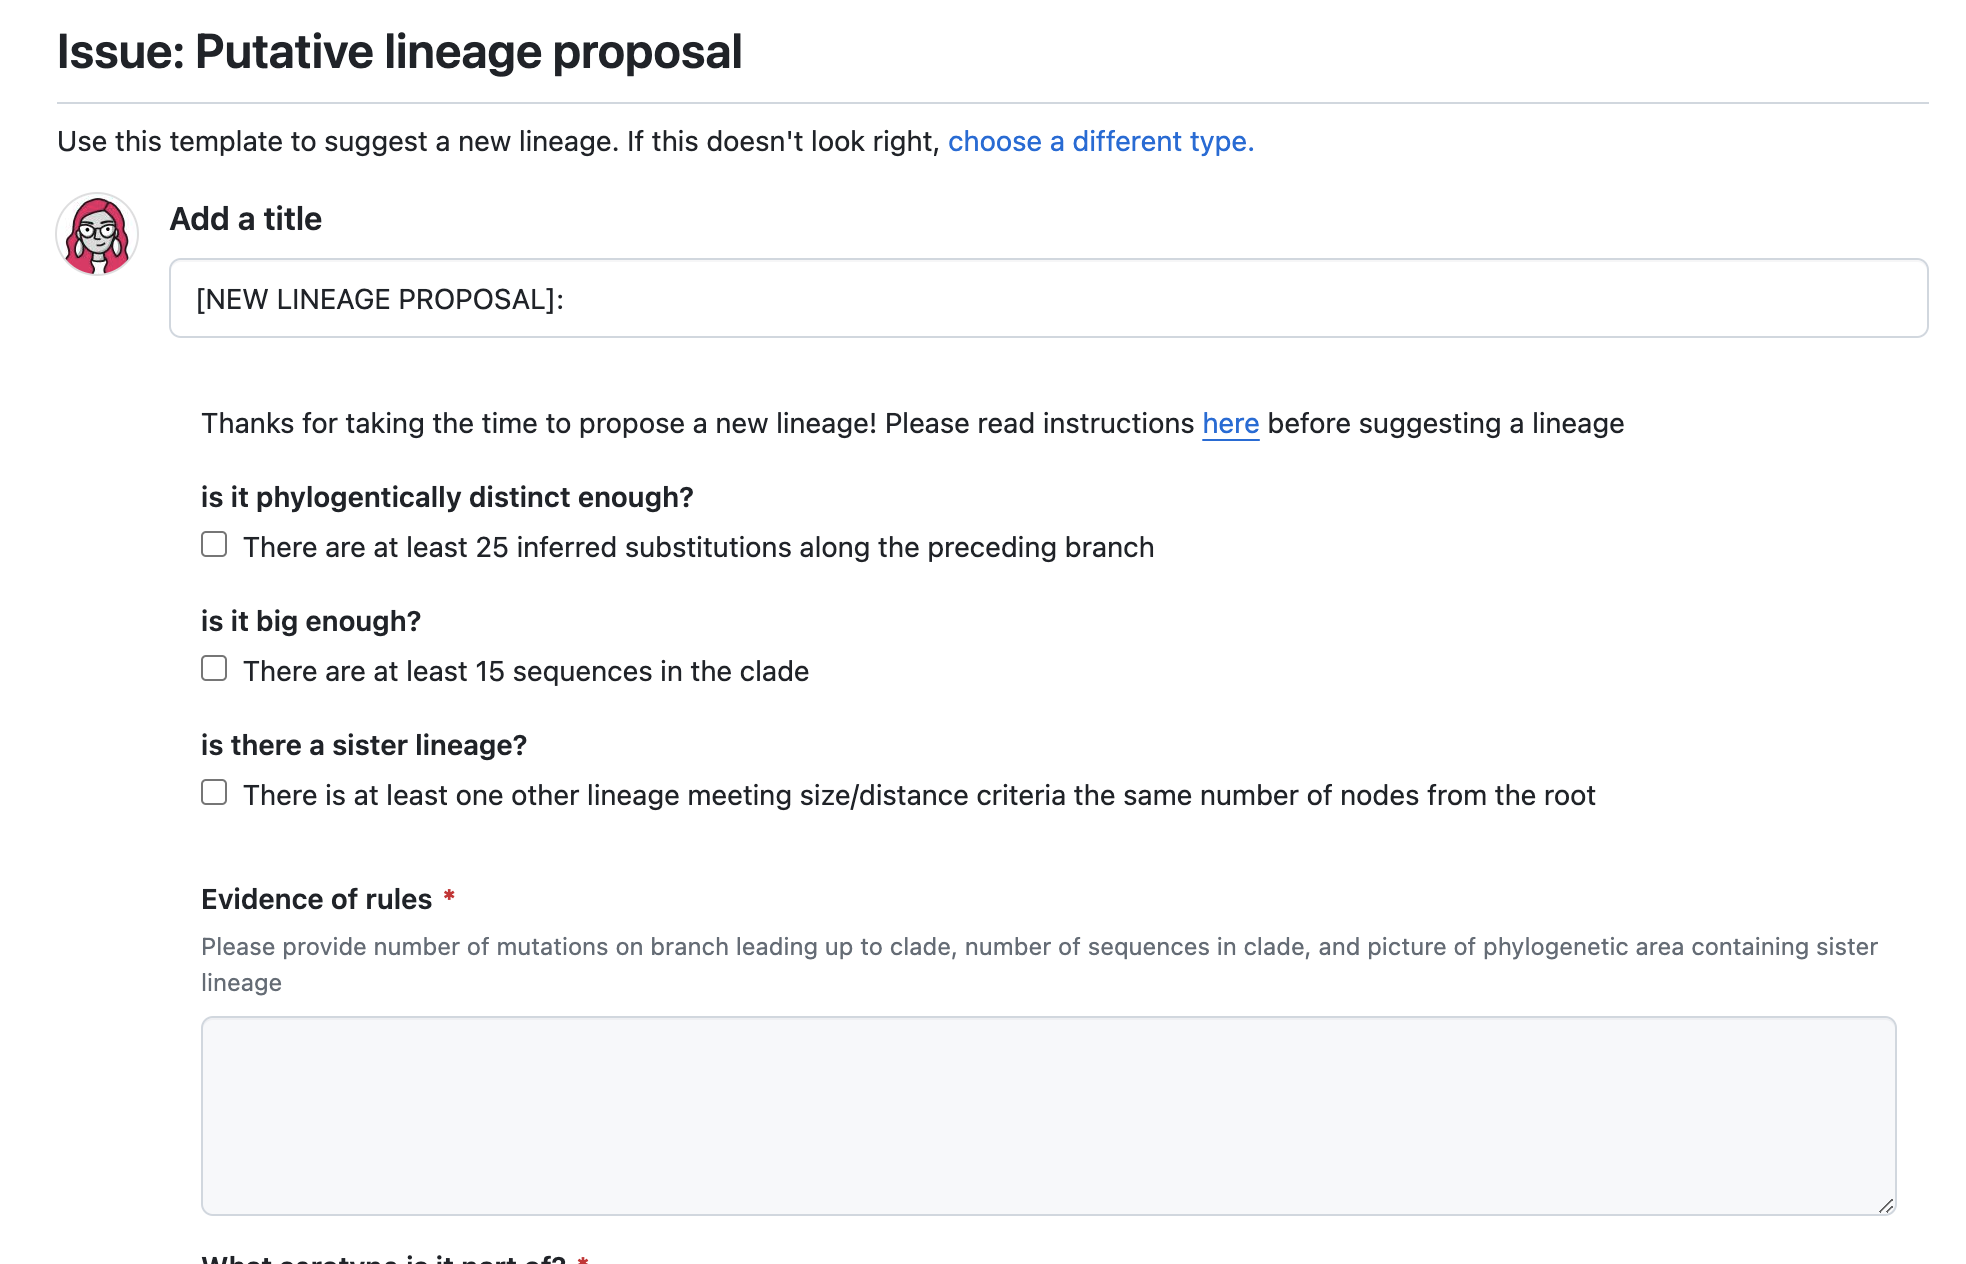 Issue: Putative lineage proposal
Use this template to suggest a new lineage. If this doesn't look right, choose a different type.
Add a title
[NEW LINEAGE PROPOSAL]:
Thanks for taking the time to propose a new lineage! Please read instructions here before suggesting a lineage
is it phylogentically distinct enough?
There are at least 25 inferred substitutions along the preceding branch
is it big enough?
There are at least 15 sequences in the clade
is there a sister lineage?
There is at least one other lineage meeting size/distance criteria the same number of nodes from the root
Evidence of rules *
Please provide number of mutations on branch leading up to clade, number of sequences in clade, and picture of phylogenetic area containing sister
lineage
What serotype is it part of? *